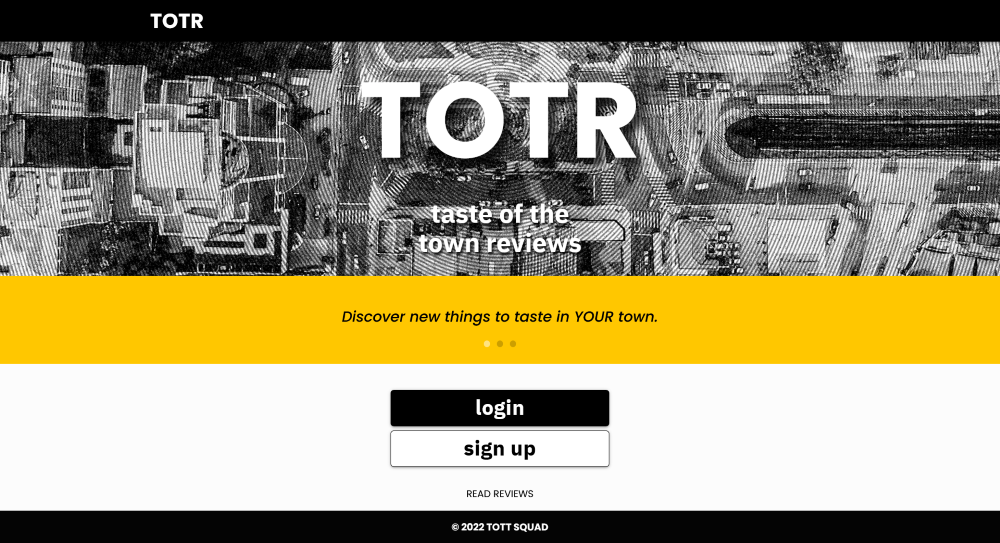 TOTR
TOTR
taste of the
town reviews
Discover new things to taste in YOUR town.
login
sign up
READ REVIEWS
© 2022 TOTT SQUAD